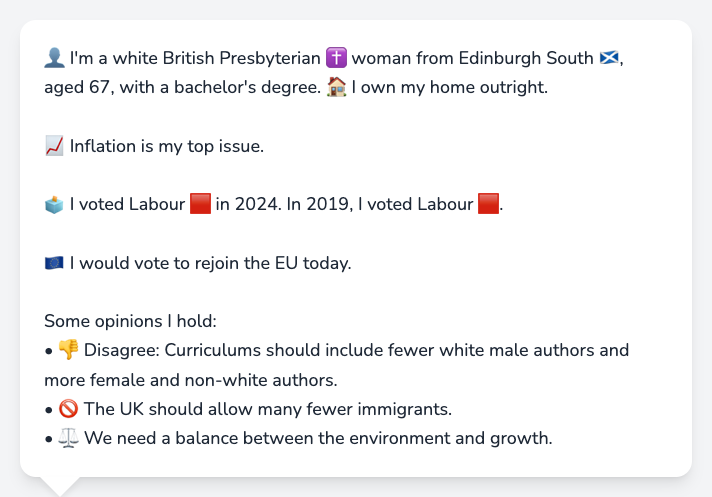 👤 I'm a white British Presbyterian ✝️ woman from Edinburgh South 🏴󠁧󠁢󠁳󠁣󠁴󠁿,
aged 67, with a bachelor's degree. 🏠 I own my home outright.
📈 Inflation is my top issue.
🗳️ I voted Labour 🟥 in 2024. In 2019, I voted Labour 🟥.
🇪🇺 I would vote to rejoin the EU today.
Some opinions I hold:
• 👎 Disagree: Curriculums should include fewer white male authors and
more female and non-white authors.
• 🚫 The UK should allow many fewer immigrants.
• ⚖️ We need a balance between the environment and growth.